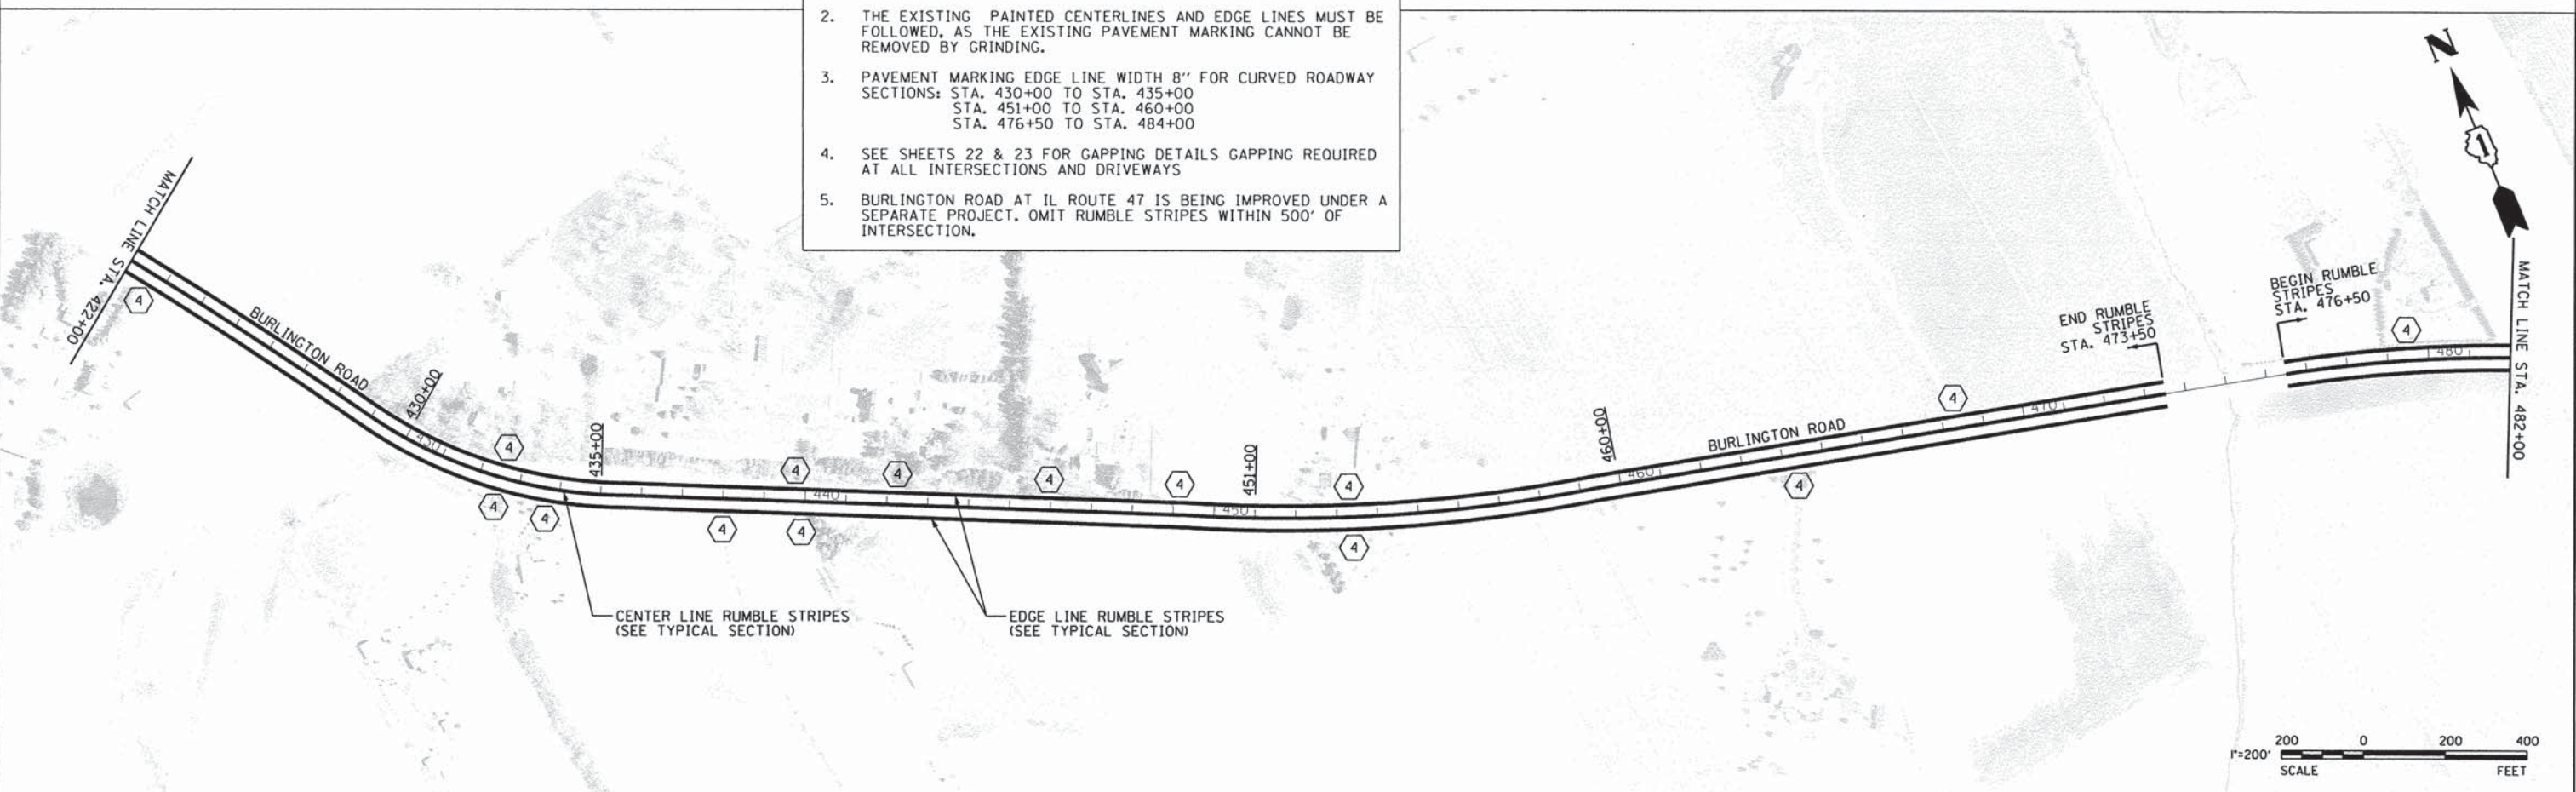 2. THE EXISTING PAINTED CENTERLINES AND EDGE LINES MUST BE
FOLLOWED, AS THE EXISTING PAVEMENT MARKING CANNOT BE
REMOVED BY GRINDING.
3. PAVEMENT MARKING EDGE LINE WIDTH 8" FOR CURVED ROADWAY
SECTIONS: STA. 430+00 TO STA. 435+00
STA. 451+00 TO STA. 460+00
STA. 476+50 TO STA. 484+00
4. SEE SHEETS 22 & 23 FOR GAPPING DETAILS GAPPING REQUIRED
AT ALL INTERSECTIONS AND DRIVEWAYS
5. BURLINGTON ROAD AT IL ROUTE 47 IS BEING IMPROVED UNDER A
SEPARATE PROJECT. OMIT RUMBLE STRIPES WITHIN 500' OF
INTERSECTION.
N
1
MATCH LINE STA. 422+00
4
BURLINGTON ROAD
430+00
430
4
4
4
435+00
4
4
440
4
4
4
4
451+00
450
4
4
460+00
460
BURLINGTON ROAD
4
4
470
END RUMBLE
STRIPES
STA. 473+50
BEGIN RUMBLE
STRIPES
STA. 476+50
4
480
MATCH LINE STA. 482+00
CENTER LINE RUMBLE STRIPES
(SEE TYPICAL SECTION)
EDGE LINE RUMBLE STRIPES
(SEE TYPICAL SECTION)
1"=200'
200 0 200 400
SCALE FEET